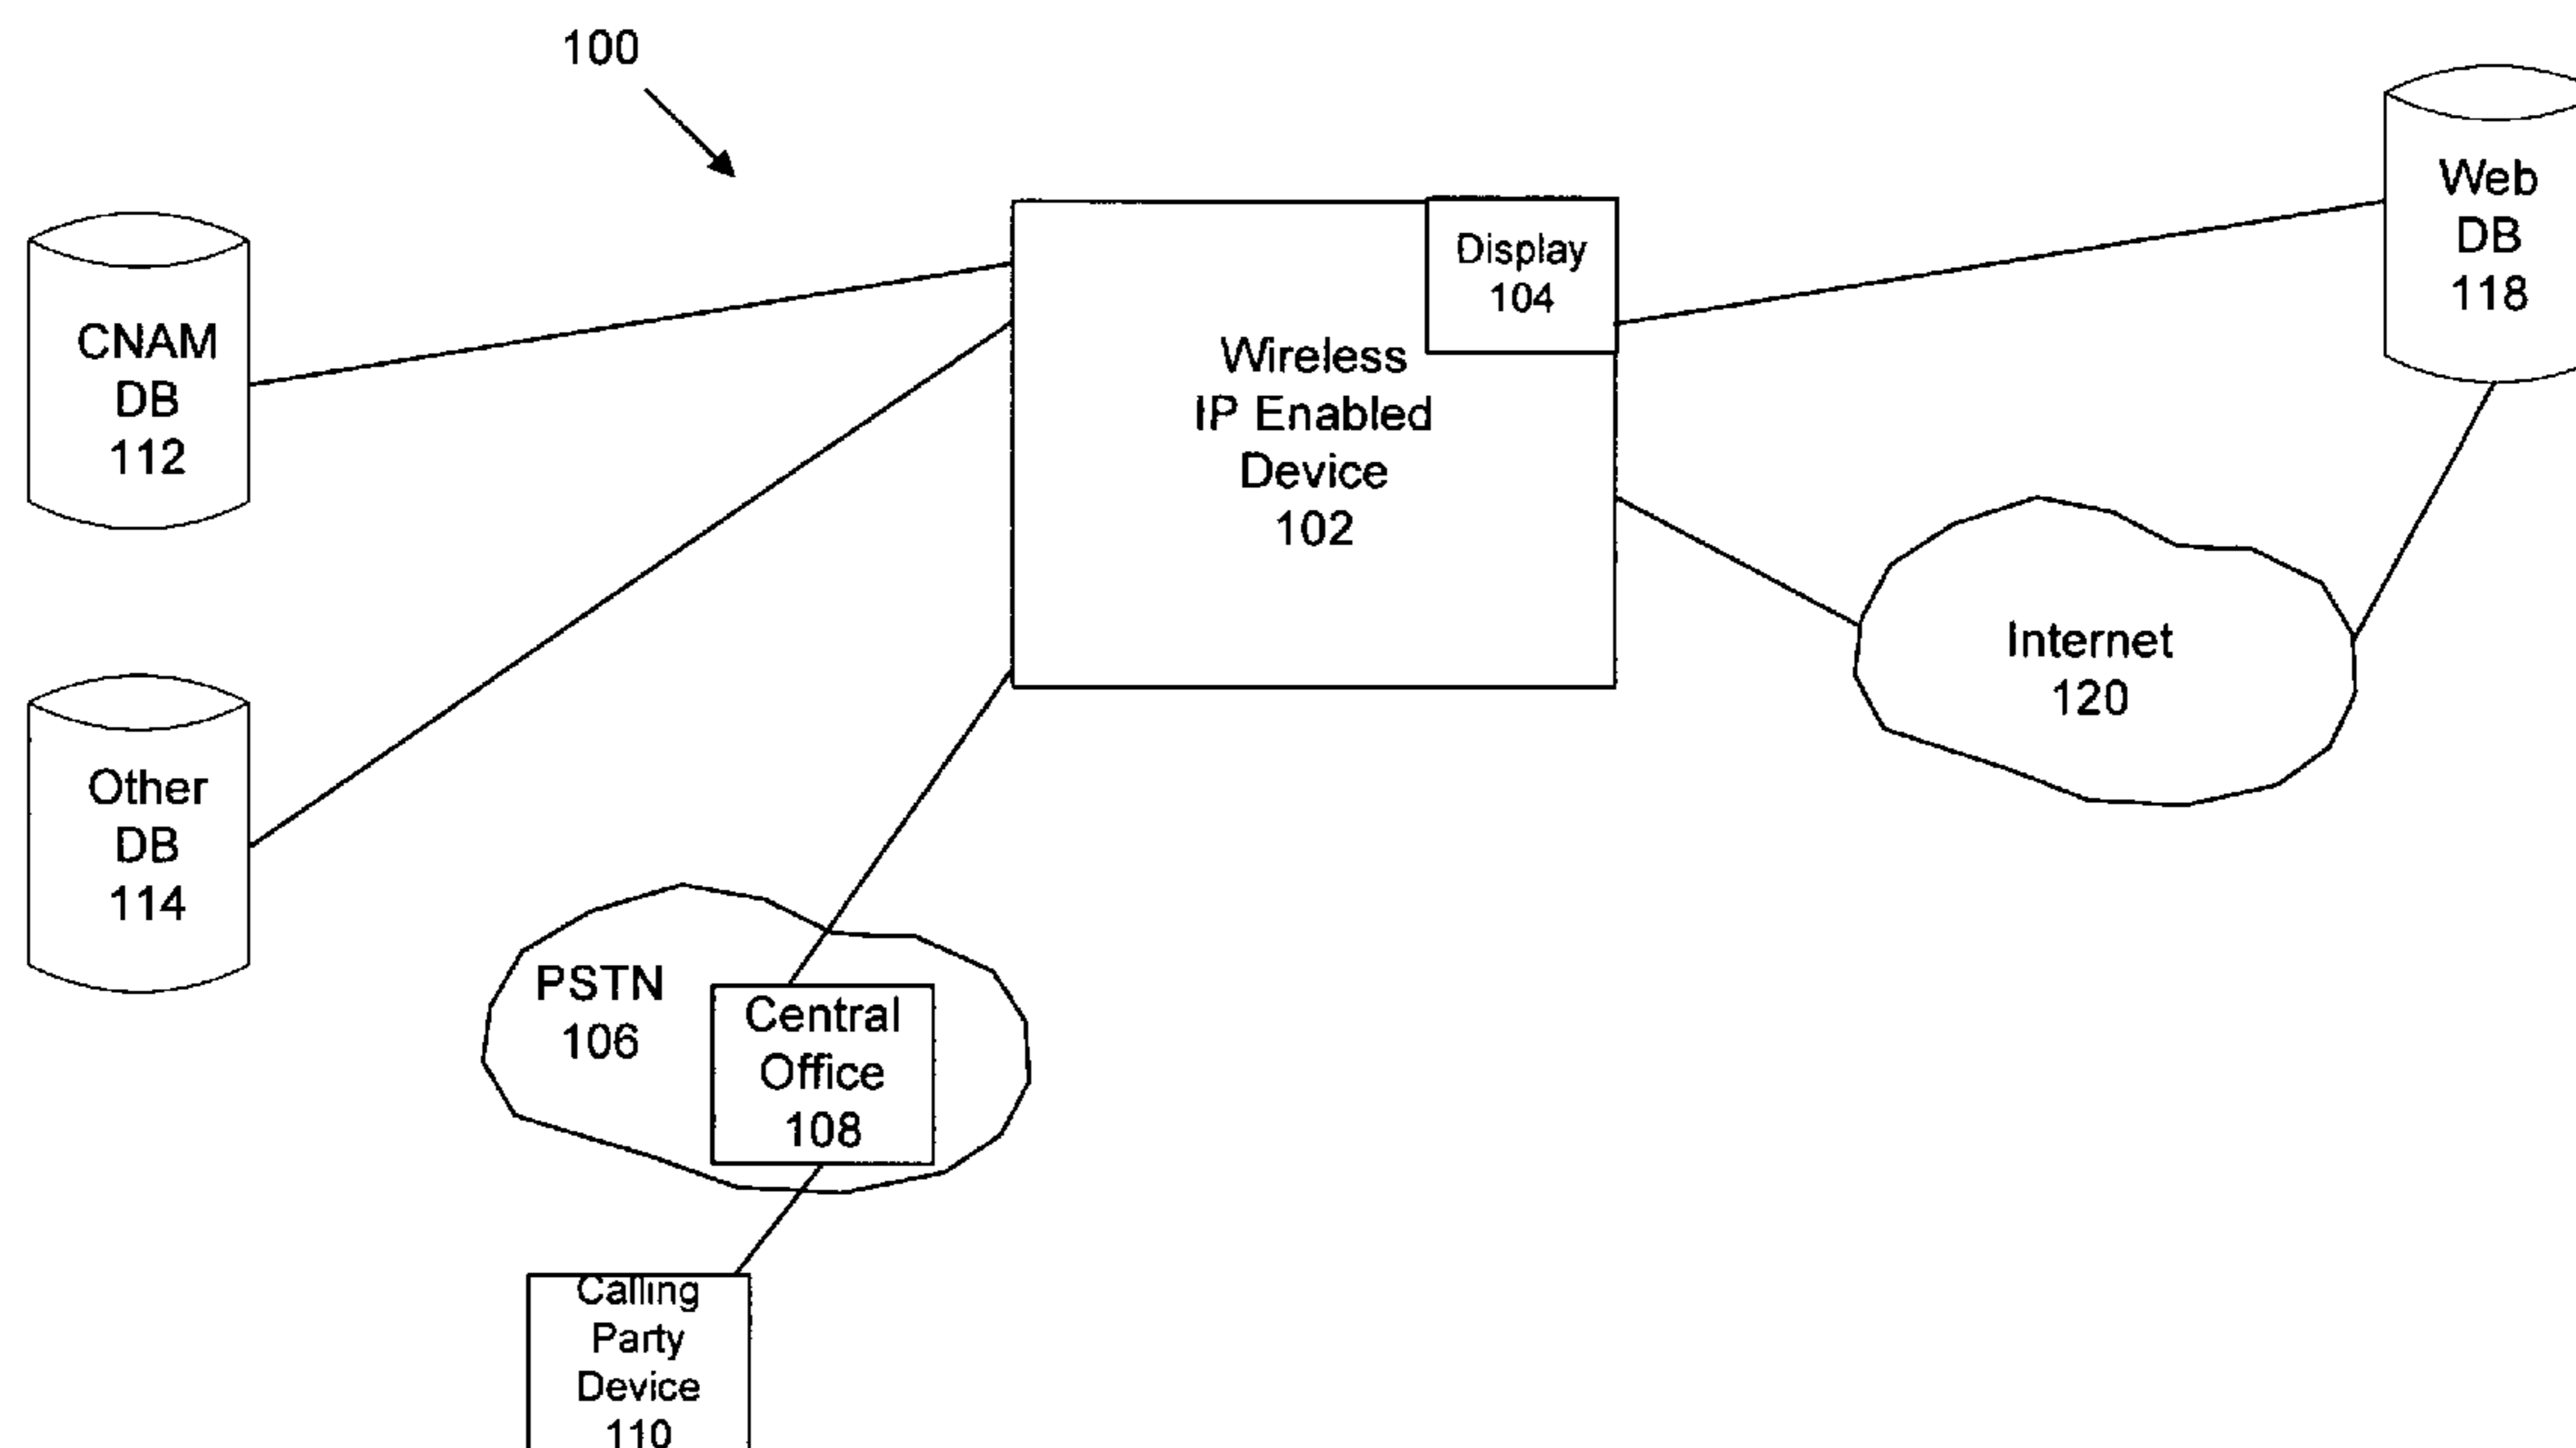 100
Web
DB
118
Display
104
CNAM
DB
112
Wireless
IP Enabled
Device
102
Internet
120
Other
DB
114
PSTN
106
Central
Office
108
Calling
Party
Device
110